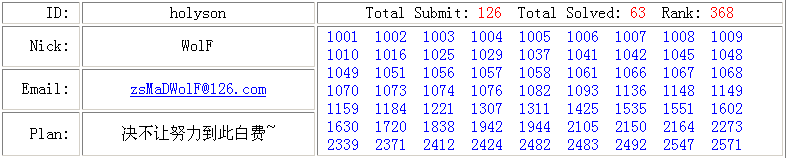 ID: holyson Total Submit: 126 Total Solved: 63 Rank: 368
Nick: WolF
Email: zsMaDWolF@126.com
Plan: 决不让努力到此白费~
1001 1002 1003 1004 1005 1006 1007 1008 1009
1010 1016 1025 1029 1037 1041 1042 1045 1048
1049 1051 1056 1057 1058 1061 1066 1067 1068
1070 1073 1074 1076 1082 1093 1136 1148 1149
1159 1184 1221 1307 1311 1425 1535 1551 1602
1630 1720 1838 1942 1944 2105 2150 2164 2273
2339 2371 2412 2424 2482 2483 2492 2547 2571